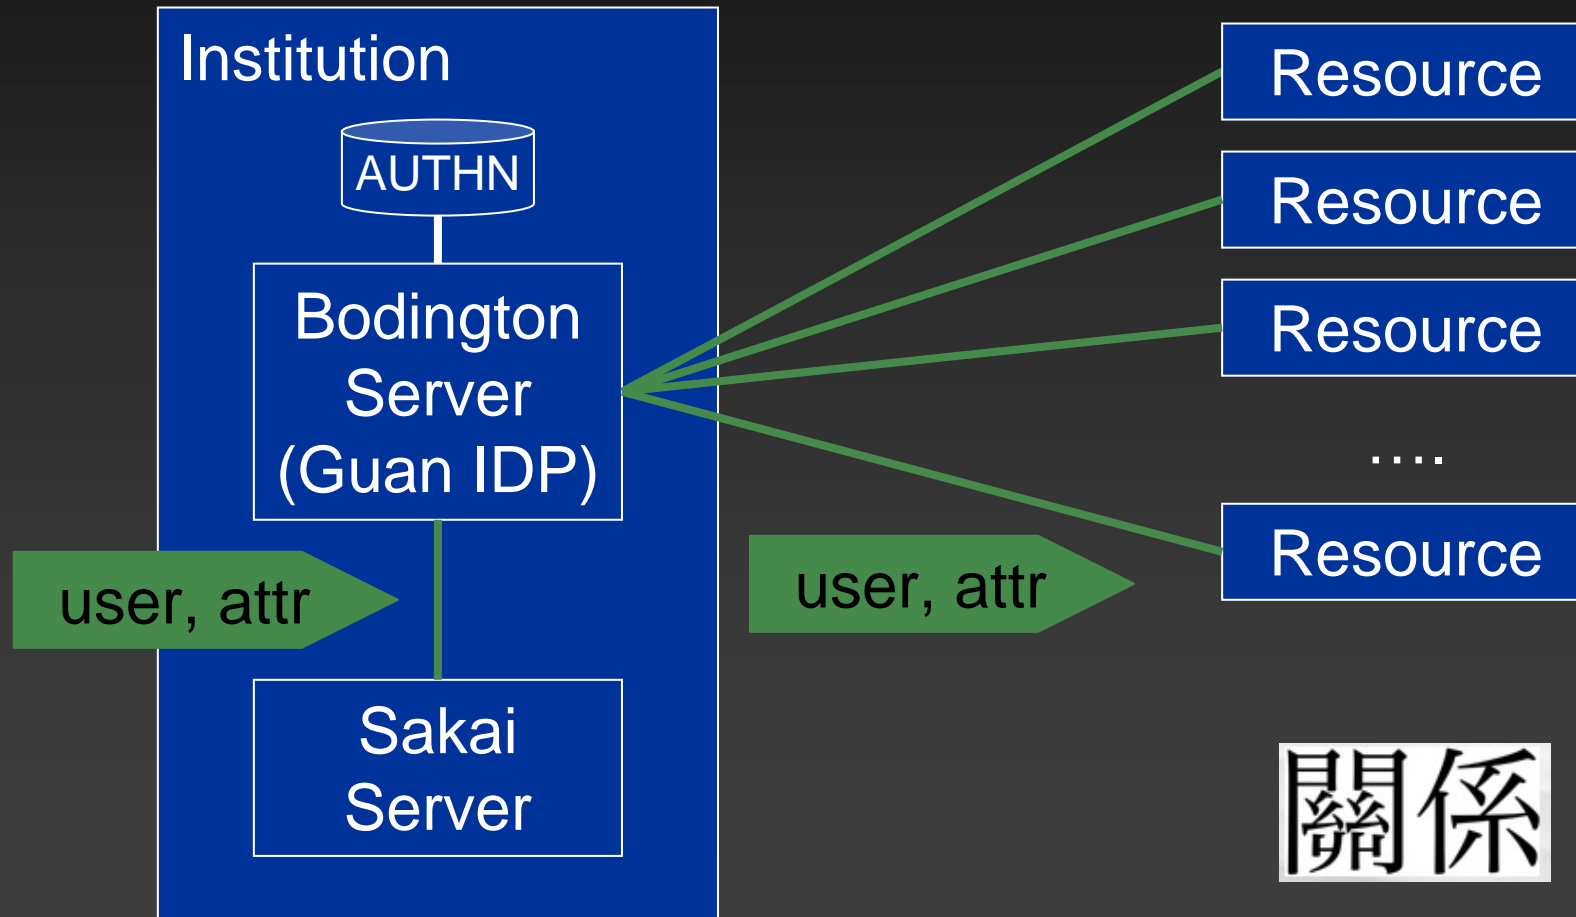 Institution
AUTHN
Bodington
Server
(Guan IDP)
user, attr
Sakai
Server
user, attr
Resource
Resource
Resource
....
Resource
關係